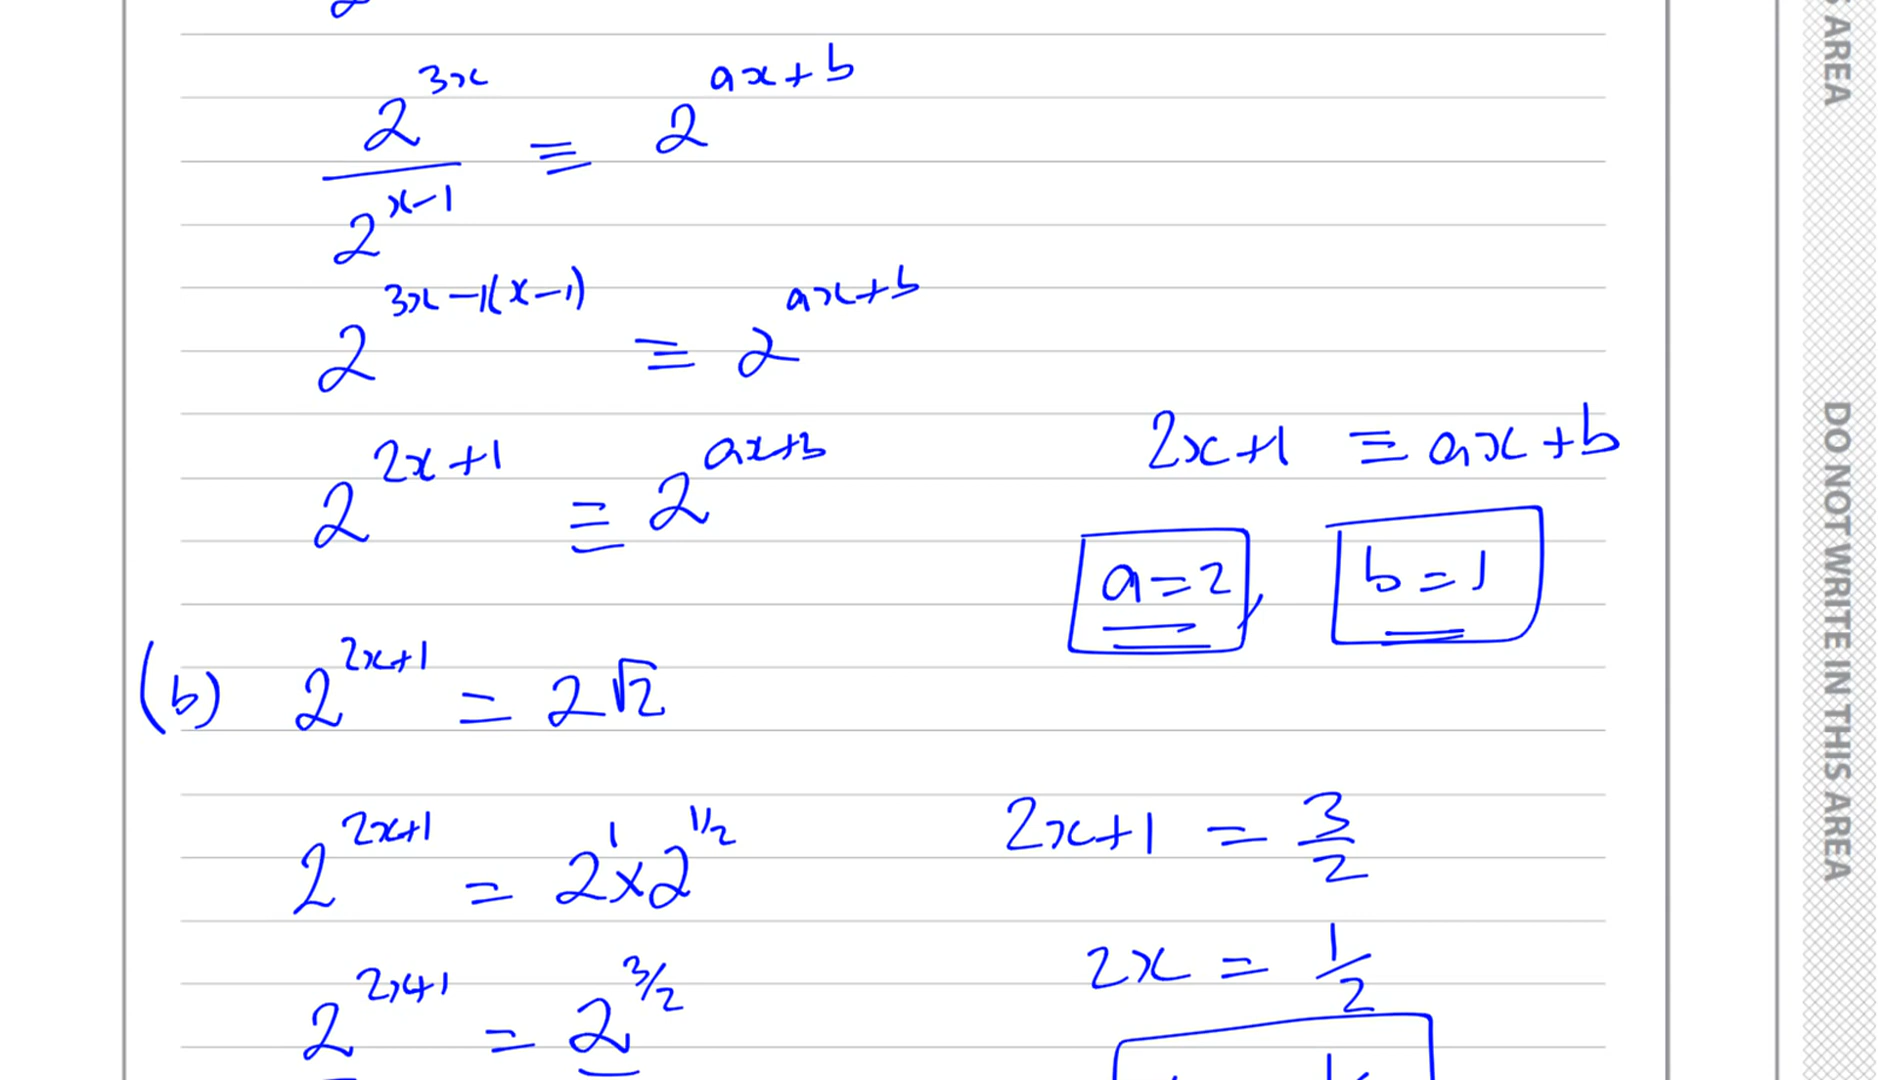 2^{3x} / 2^{x-1} ≡ 2^{ax+b}
2^{3x-1(x-1)} ≡ 2^{ax+b}
2^{2x+1} ≡ 2^{ax+b}
2x+1 ≡ ax+b
a=2, b=1
(b) 2^{2x+1} = 2√2
2^{2x+1} = 2^1×2^{1/2}
2^{2x+1} = 2^{3/2}
2x+1 = 3/2
2x = 1/2
S AREA
DO NOT WRITE IN THIS AREA